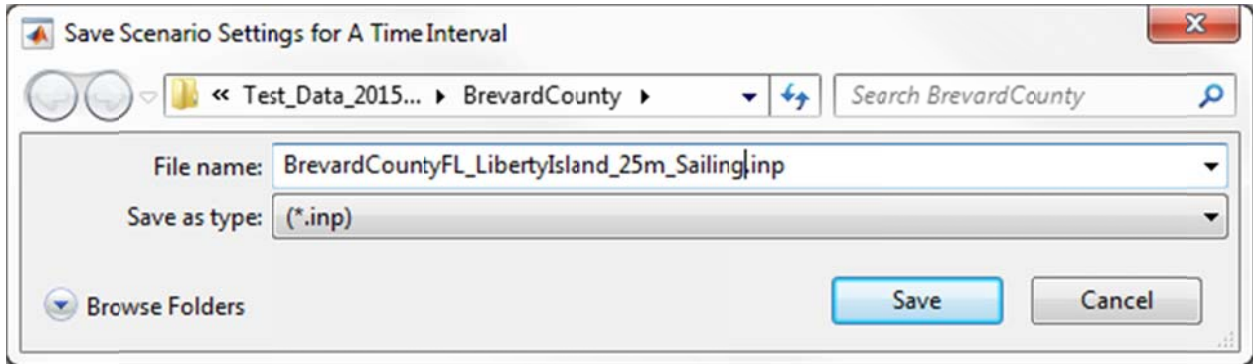 Save Scenario Settings for A Time Interval
« Test_Data_2015... BrevardCounty
Search BrevardCounty
File name: BrevardCountyFL_LibertyIsland_25m_Sailing.inp
Save as type: (*.inp)
Browse Folders
Save
Cancel